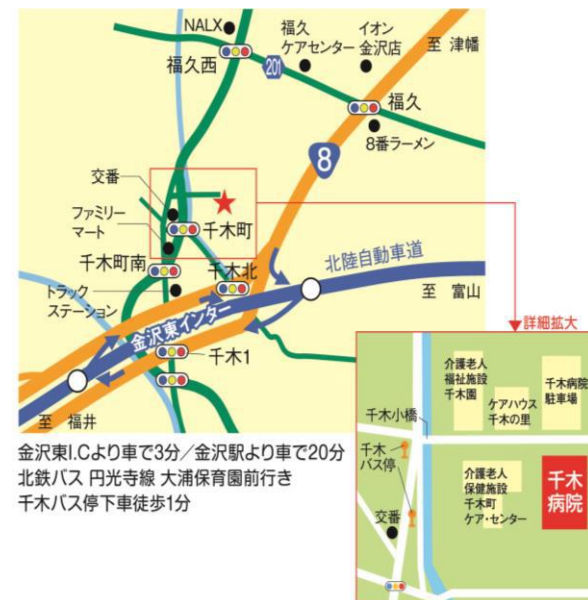 NALX
福久西
201
福久
ケアセンター
イオン
金沢店
至 津幡
福久
8番ラーメン
8
交番
ファミリー
マート
千木町
千木町南
千木北
トラック
ステーション
北陸自動車道
至 富山
金沢東インター
千木1
至 福井
詳細拡大
介護老人
福祉施設
千木園
ケアハウス
千木の里
千木病院
駐車場
千木小橋
千木
バス停
介護老人
保健施設
千木町
ケア・センター
千木
病院
交番
金沢東I.Cより車で3分／金沢駅より車で20分
北鉄バス 円光寺線 大浦保育園前行き
千木バス停下車徒歩1分